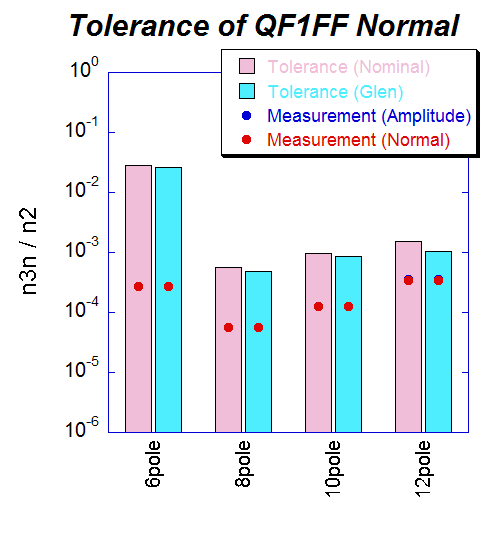 Tolerance of QF1FF Normal
Tolerance (Nominal)
Tolerance (Glen)
Measurement (Amplitude)
Measurement (Normal)
n3n / n2
10^0
10^-1
10^-2
10^-3
10^-4
10^-5
10^-6
6pole
8pole
10pole
12pole